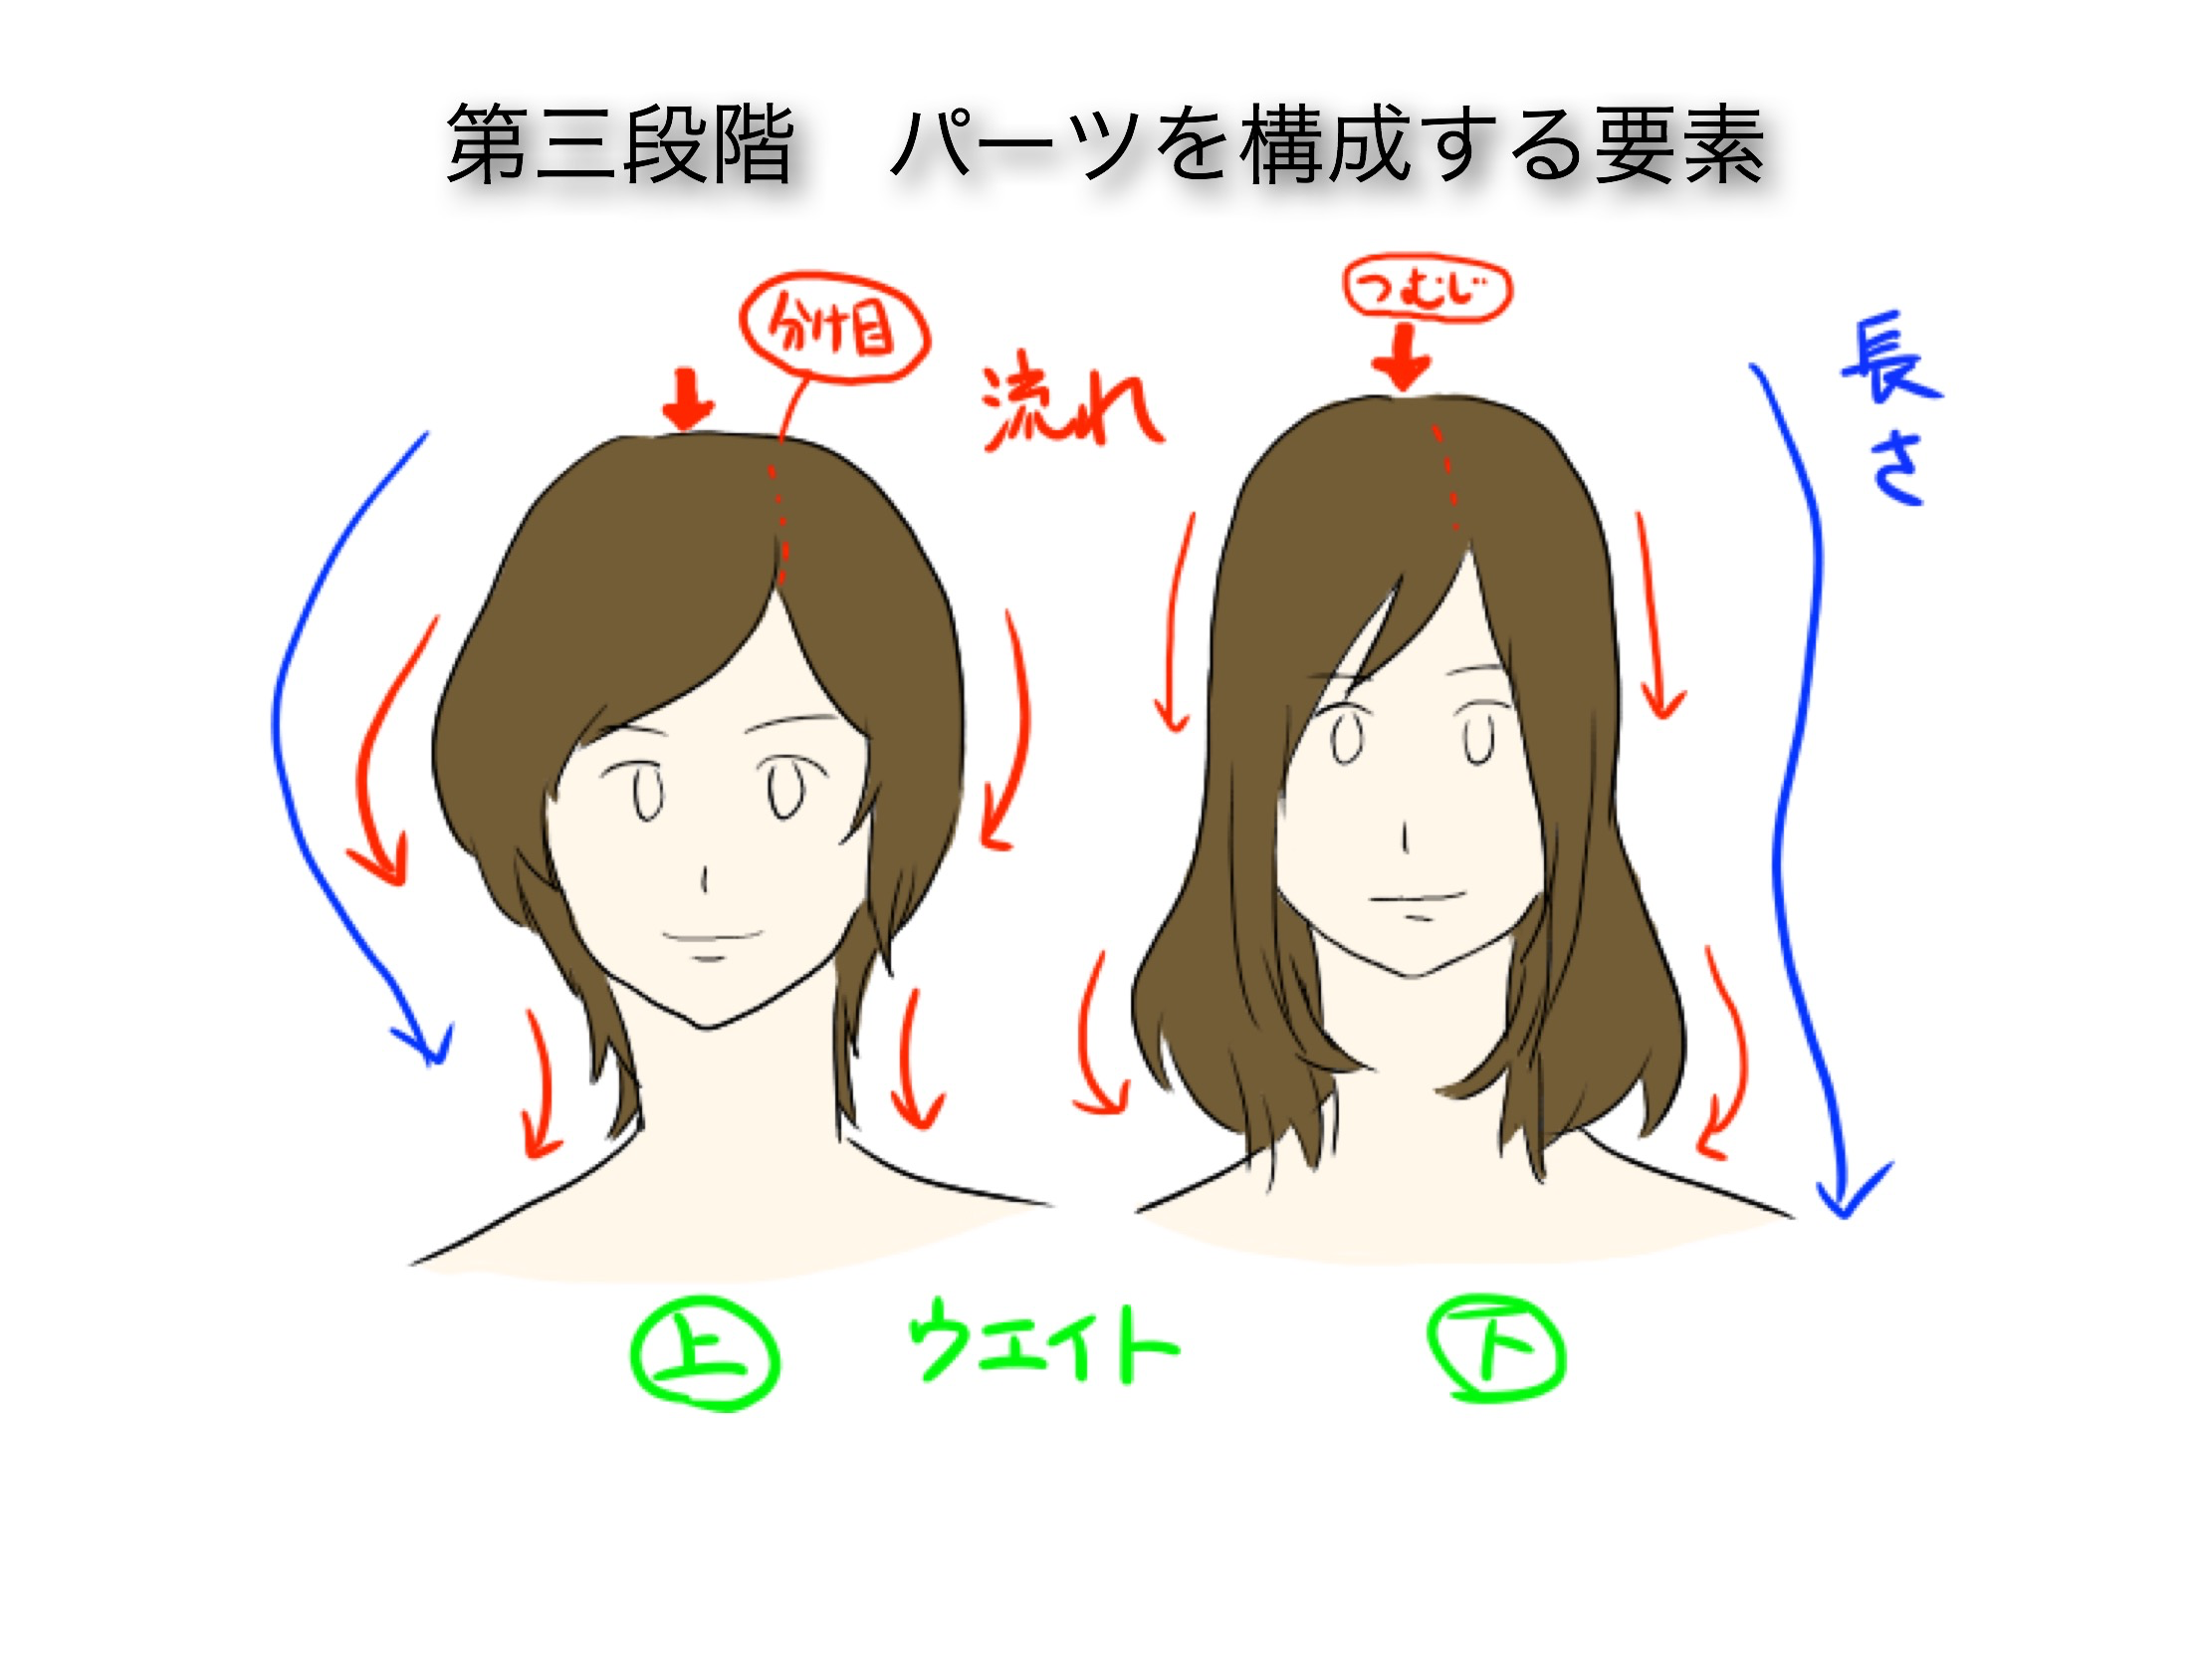 第三段階　パーツを構成する要素
分け目
つむじ
流れ
長さ
上
ウエイト
下